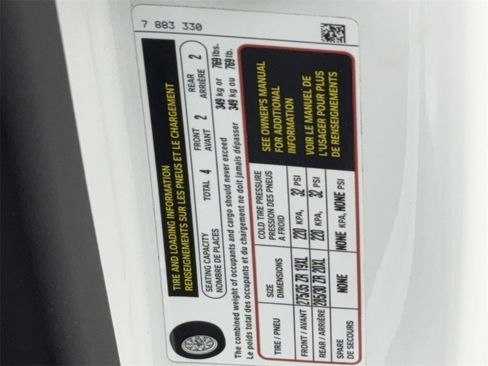 7 883 330
TIRE AND LOADING INFORMATION
RENSEIGNEMENTS SUR LES PNEUS ET LE CHARGEMENT
SEATING CAPACITY TOTAL 4 FRONT 2 REAR 2
NOMBRE DE PLACES AVANT ARRIÈRE
The combined weight of occupants and cargo should never exceed 349 kg or 769 lbs.
Le poids total des occupants et du chargement ne doit jamais dépasser 349 kg ou 769 lb.
TIRE / PNEU SIZE COLD TIRE PRESSURE
DIMENSIONS PRESSION DES PNEUS
A FROID
FRONT / AVANT 275/35 ZR 19XL 220 KPA, 32 PSI
REAR / ARRIÈRE 285/30 ZR 20XL 220 KPA, 32 PSI
SPARE NONE NONE KPA, NONE PSI
DE SECOURS
SEE OWNER'S MANUAL
FOR ADDITIONAL
INFORMATION
VOIR LE MANUEL DE
L'USAGER POUR PLUS
DE RENSEIGNEMENTS